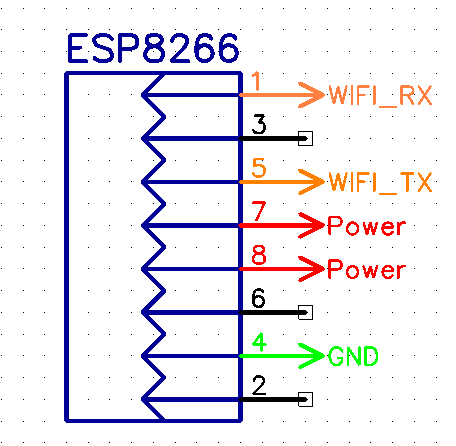 ESP8266
1 WIFI_RX
3
5 WIFI_TX
7 Power
8 Power
6
4 GND
2